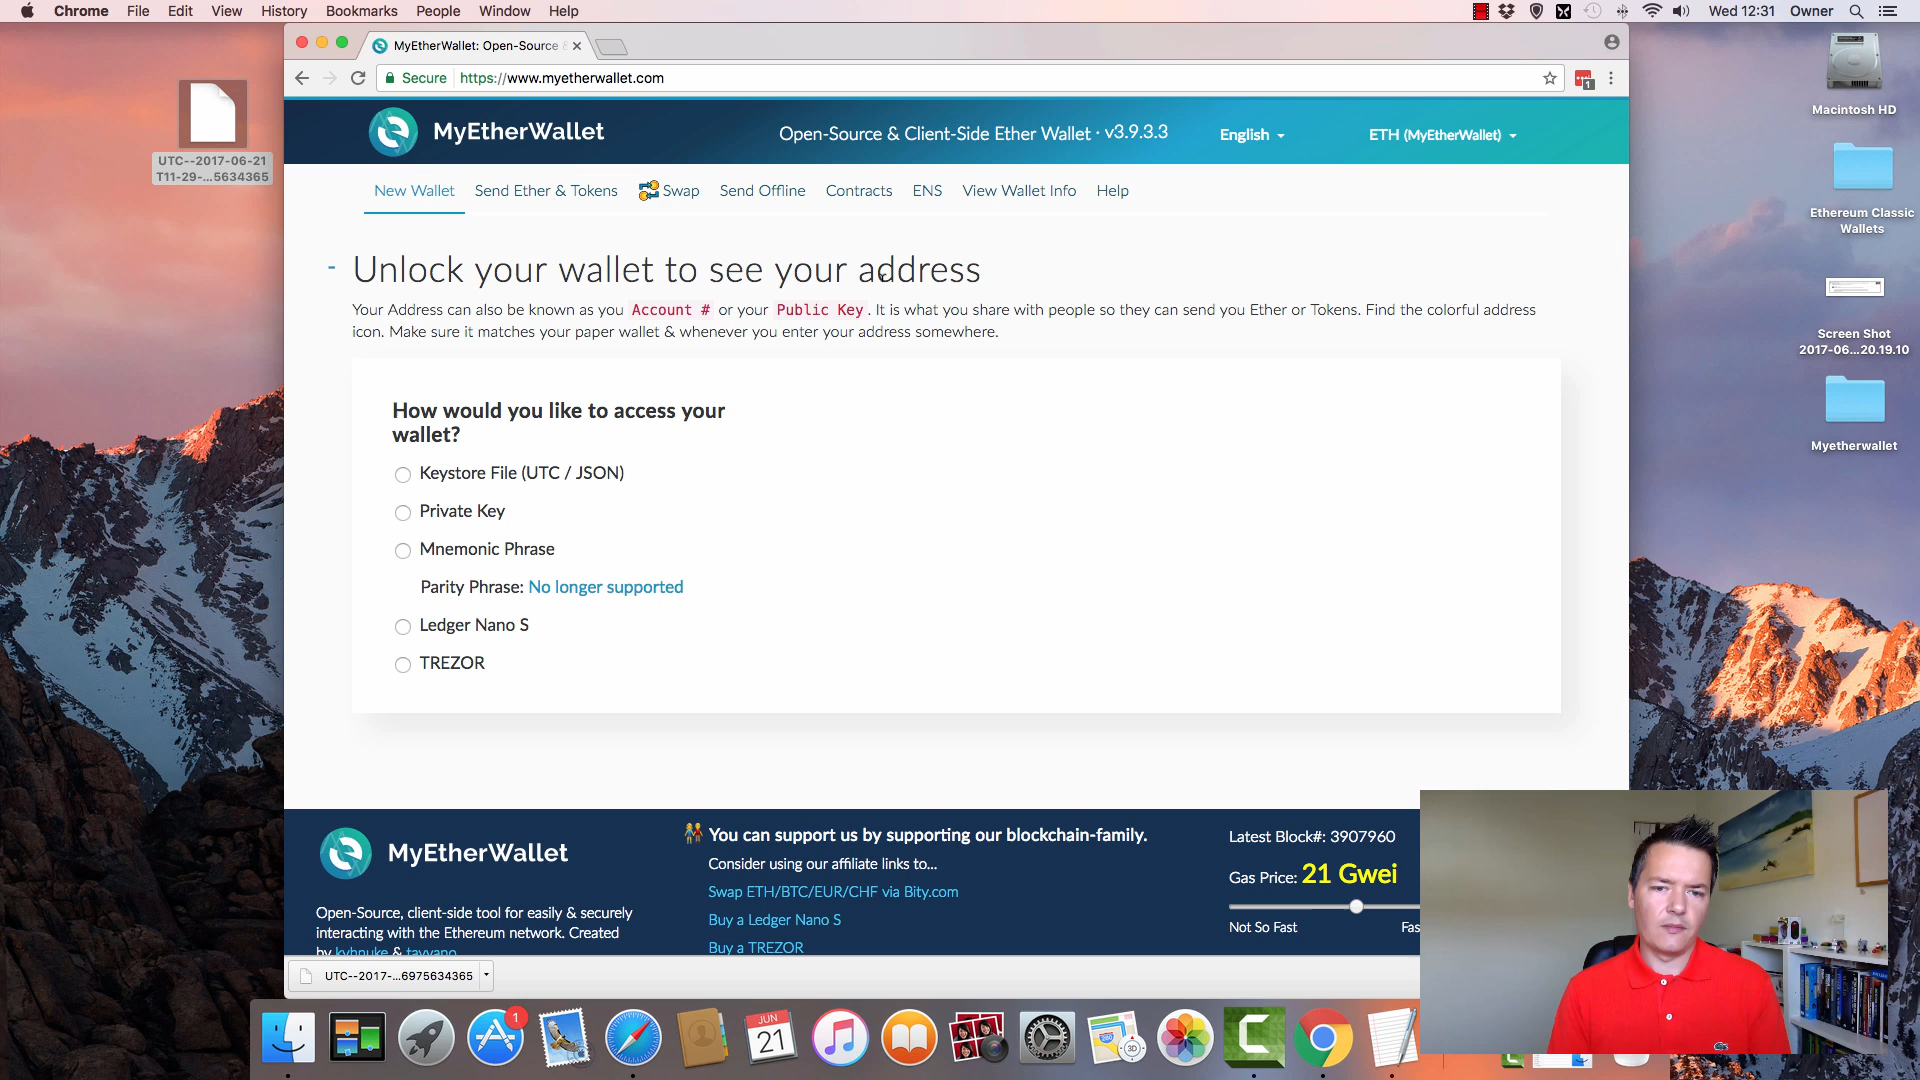 Chrome File Edit View History Bookmarks People Window Help
Wed 12:31 Owner
MyEtherWallet: Open-Source &
Secure https://www.myetherwallet.com
1
MyEtherWallet
Open-Source & Client-Side Ether Wallet · v3.9.3.3
English
ETH (MyEtherWallet)
New Wallet Send Ether & Tokens Swap Send Offline Contracts ENS View Wallet Info Help
- Unlock your wallet to see your address
Your Address can also be known as you Account # or your Public Key . It is what you share with people so they can send you Ether or Tokens. Find the colorful address
icon. Make sure it matches your paper wallet & whenever you enter your address somewhere.
How would you like to access your
wallet?
Keystore File (UTC / JSON)
Private Key
Mnemonic Phrase
Parity Phrase: No longer supported
Ledger Nano S
TREZOR
MyEtherWallet
Open-Source, client-side tool for easily & securely
interacting with the Ethereum network. Created
by kvhnuke & tayvano
You can support us by supporting our blockchain-family.
Consider using our affiliate links to...
Swap ETH/BTC/EUR/CHF via Bity.com
Buy a Ledger Nano S
Buy a TREZOR
Latest Block#: 3907960
Gas Price: 21 Gwei
Not So Fast
Fas
UTC--2017-...6975634365
UTC--2017-06-21
T11-29-...5634365
Macintosh HD
Ethereum Classic
Wallets
Screen Shot
2017-06...20.19.10
Myetherwallet
1
JUN
21
280
3D